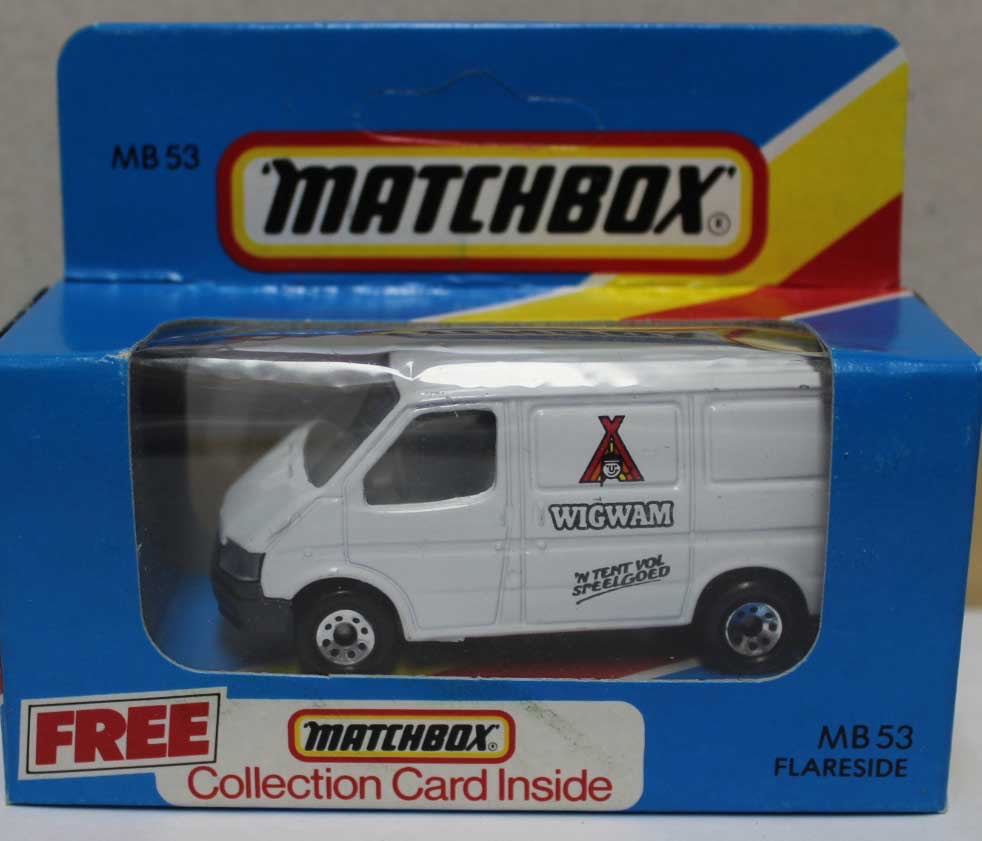 MB 53
MATCHBOX®
WIGWAM
'N TENT VOL
SPEELGOED
FREE
MATCHBOX®
Collection Card Inside
MB 53
FLARESIDE